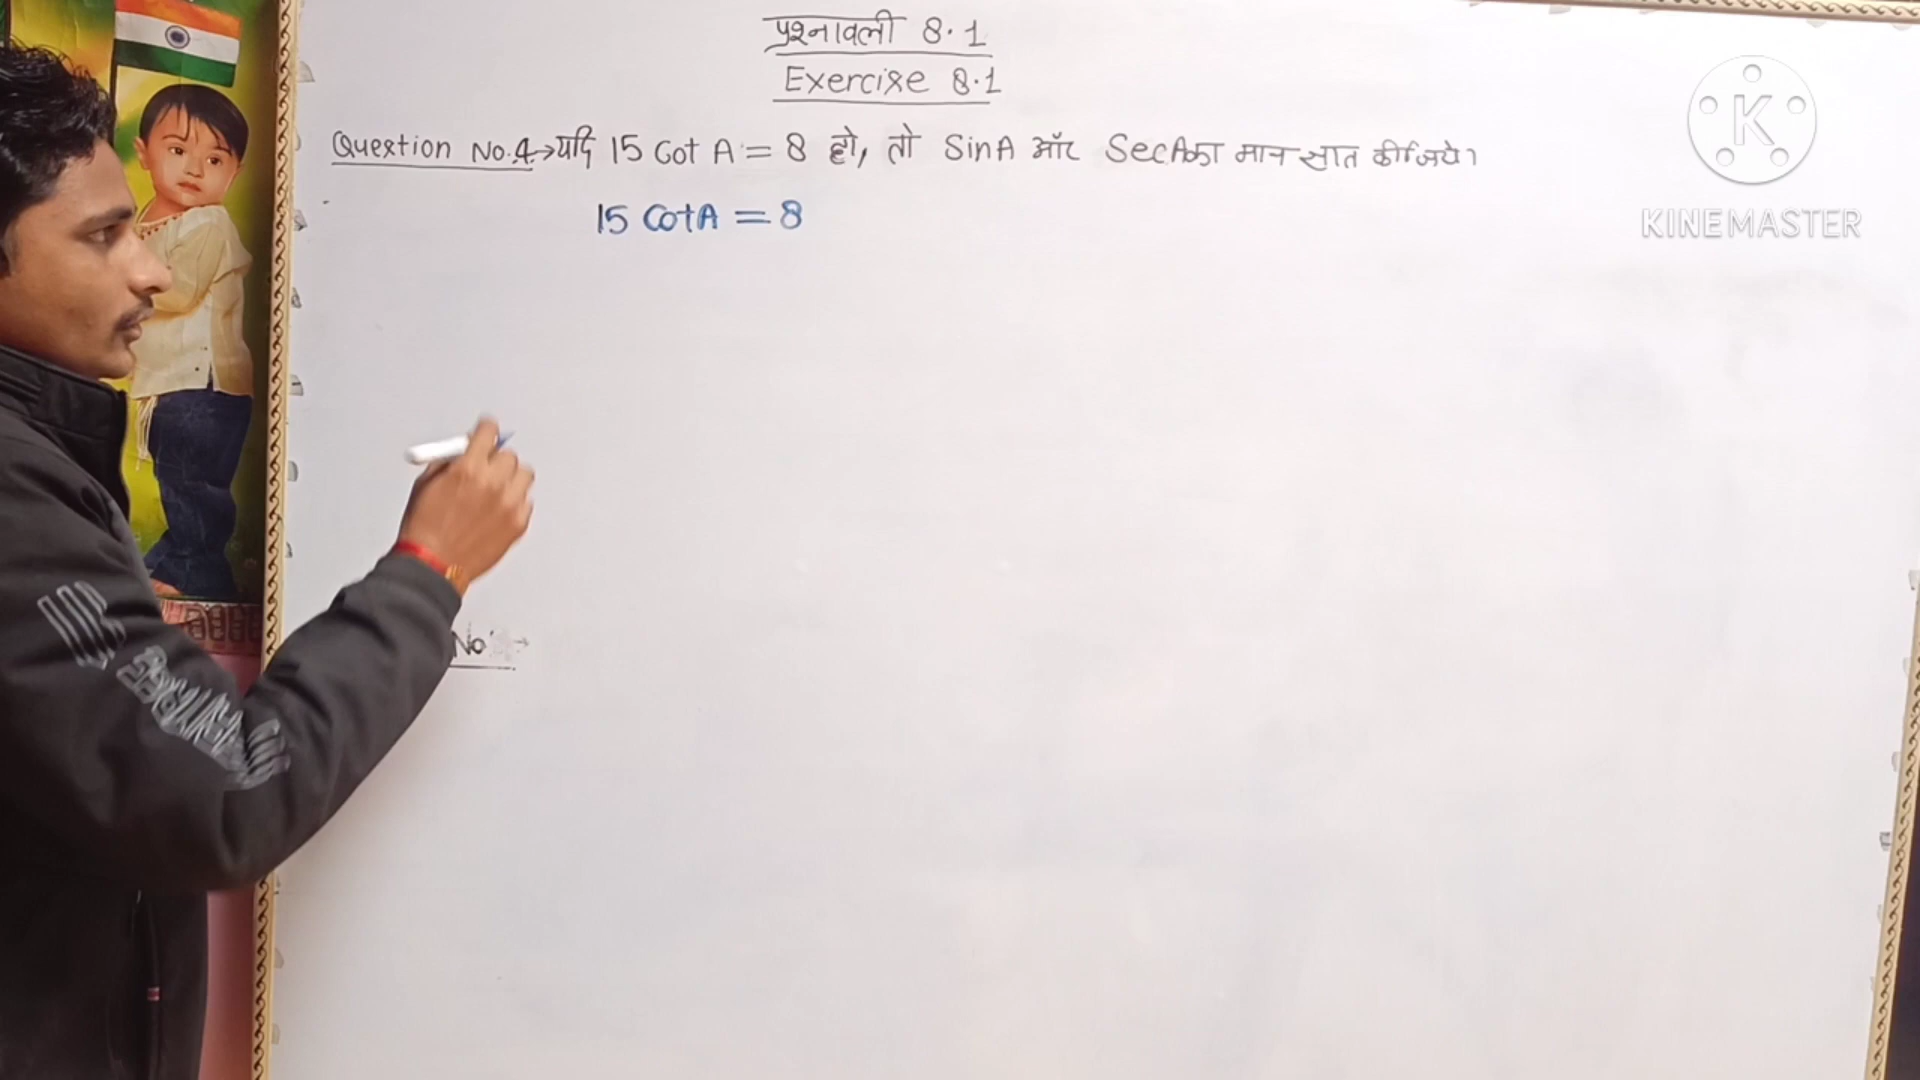 प्रश्नावली 8.1
Exercise 8.1
Question No.4→यदि 15 Cot A = 8 हो, तो SinA और SecA का मान ज्ञात कीजिये।
15 CotA = 8
No
K
KINEMASTER